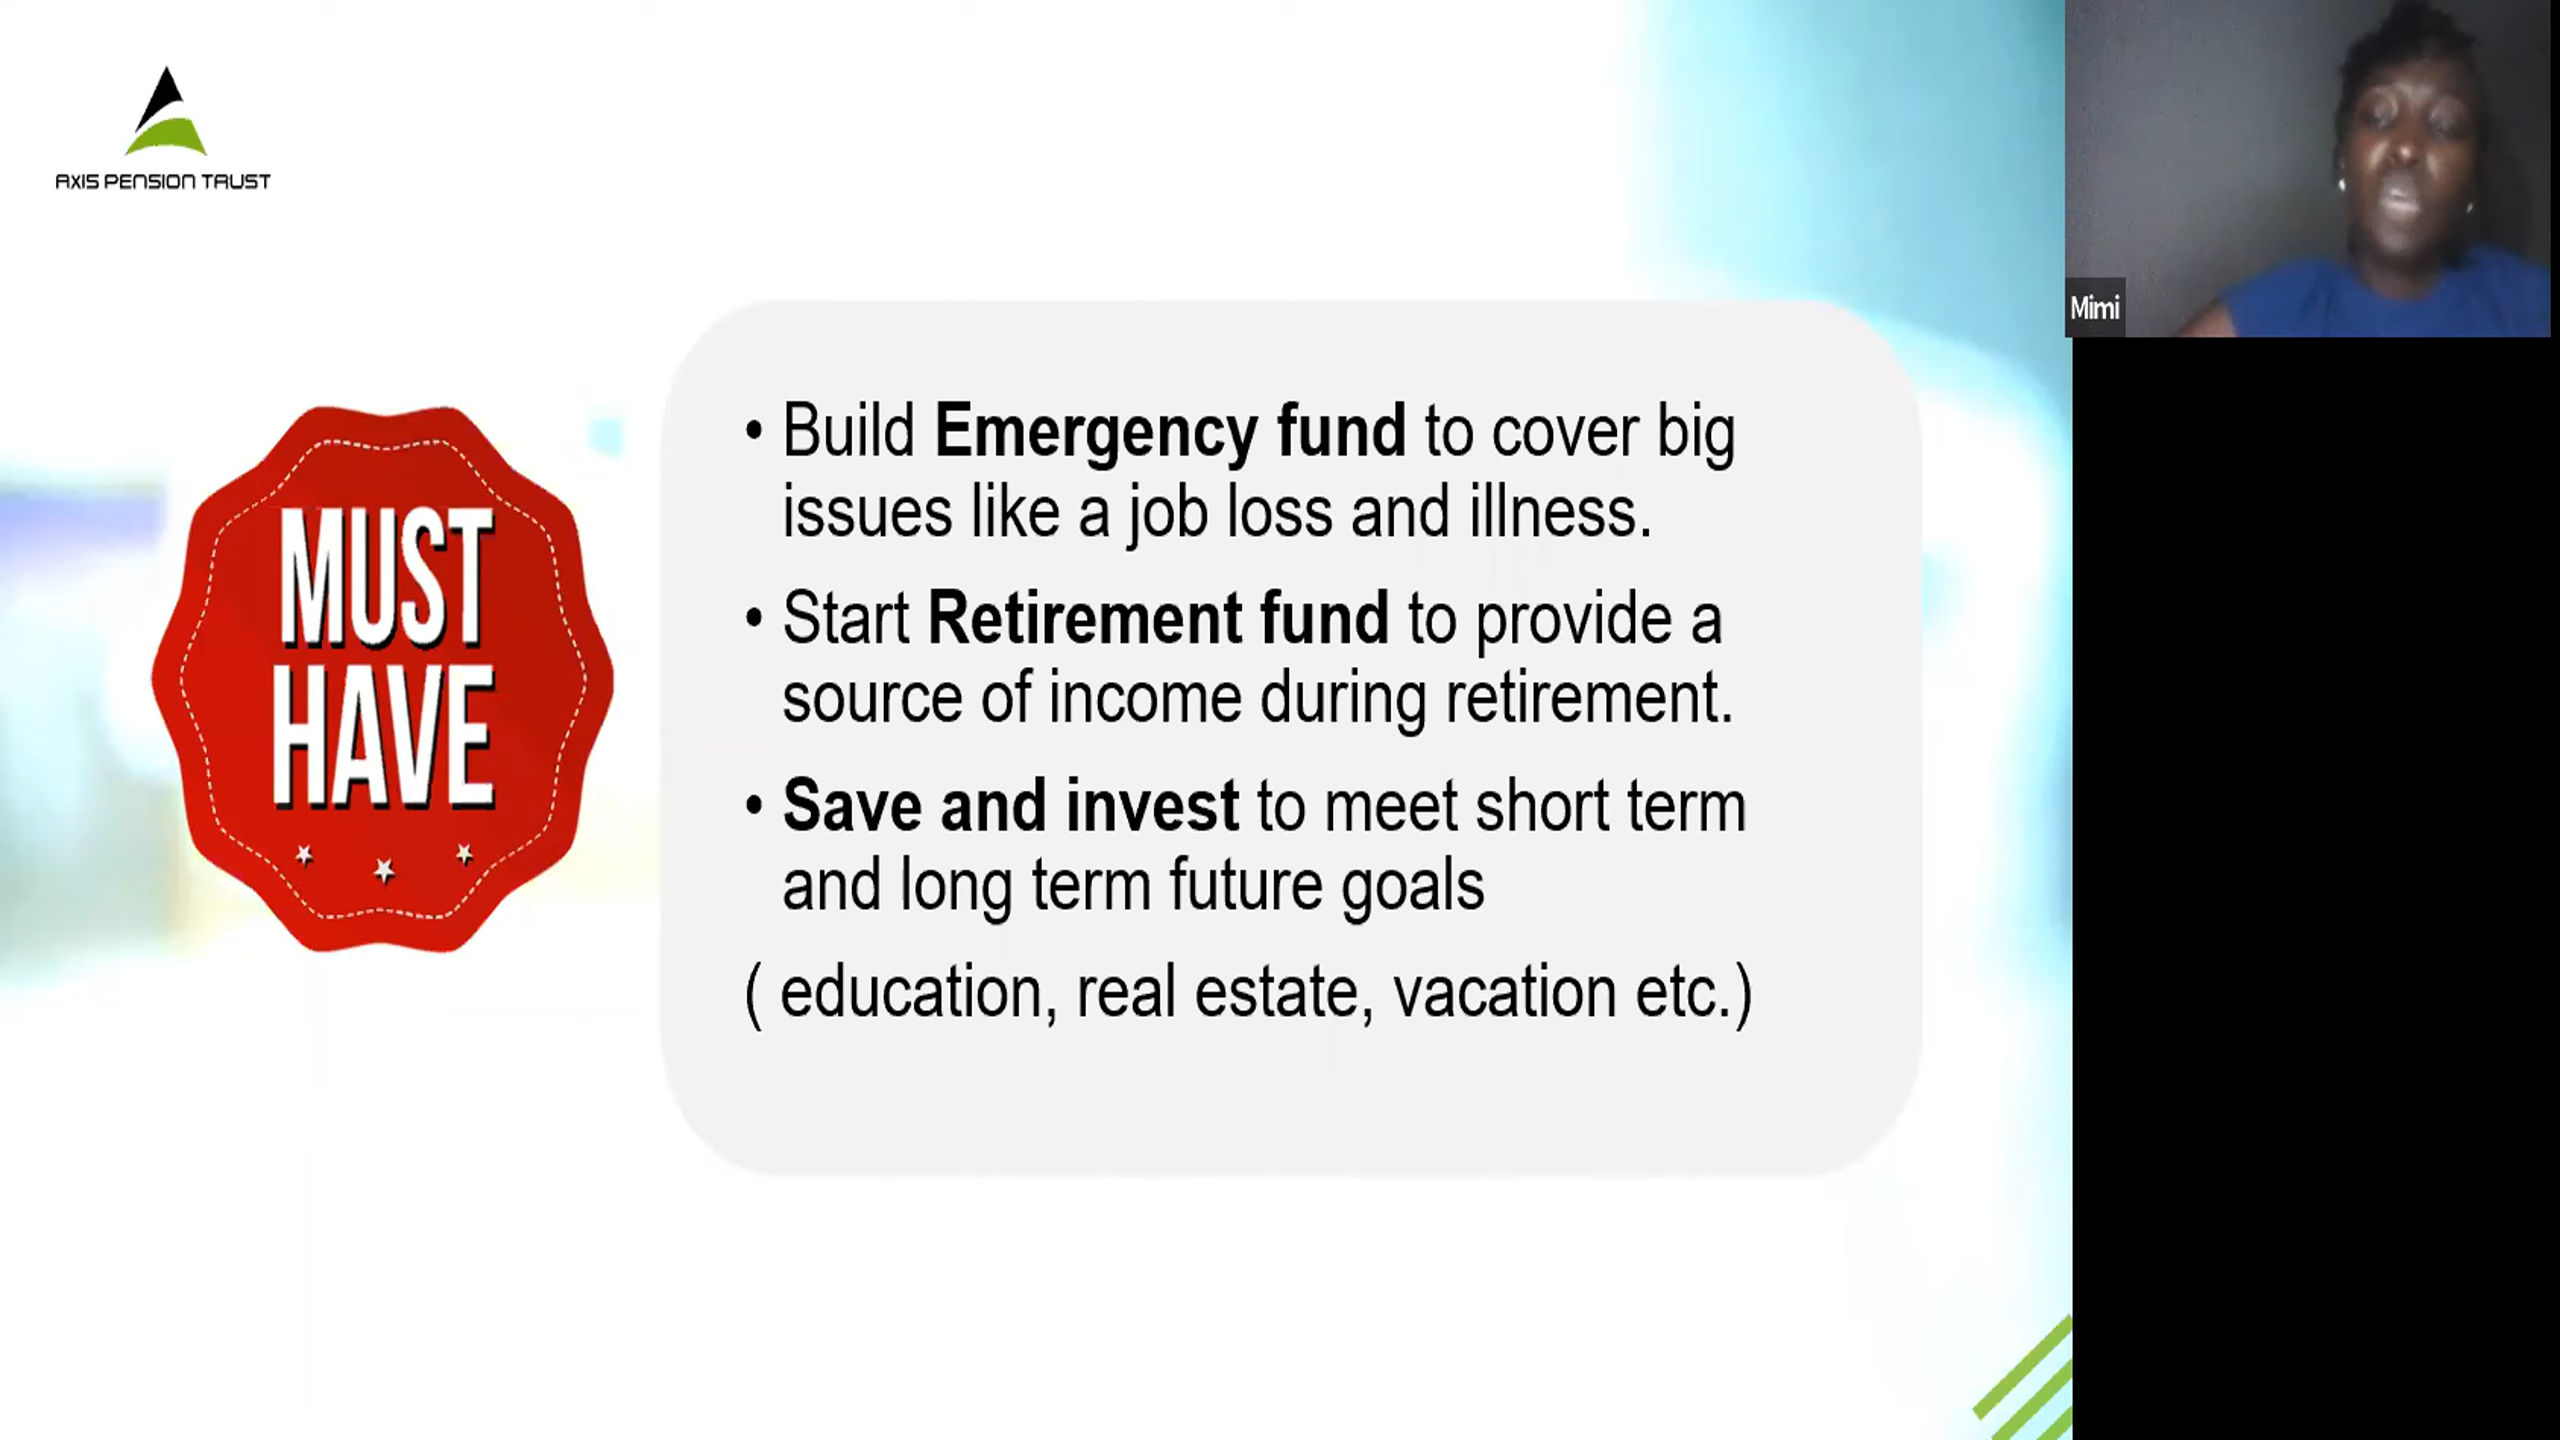 AXIS PENSION TRUST
MUST
HAVE
• Build Emergency fund to cover big
issues like a job loss and illness.
• Start Retirement fund to provide a
source of income during retirement.
• Save and invest to meet short term
and long term future goals
( education, real estate, vacation etc.)
Mimi